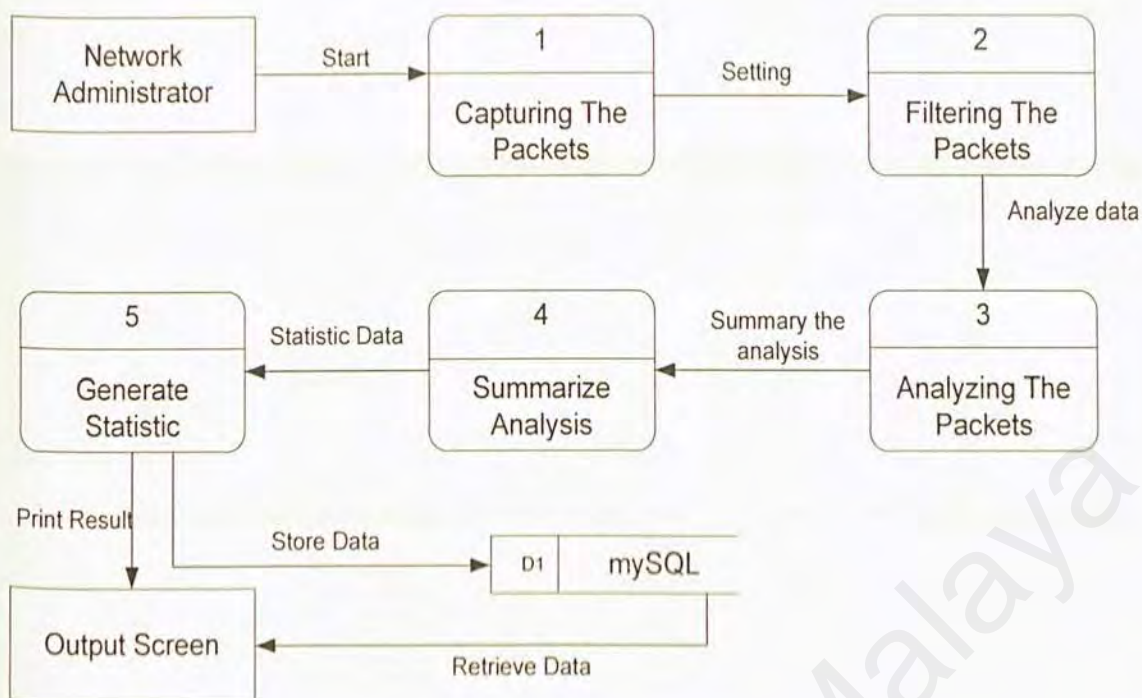 Network
Administrator
Start
1
Capturing The
Packets
Setting
2
Filtering The
Packets
Analyze data
3
Analyzing The
Packets
Summary the
analysis
4
Summarize
Analysis
Statistic Data
5
Generate
Statistic
Print Result
Store Data
D1
mySQL
Output Screen
Retrieve Data
Malaya